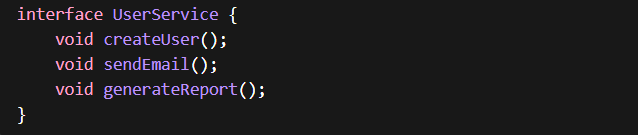 interface UserService {
    void createUser();
    void sendEmail();
    void generateReport();
}